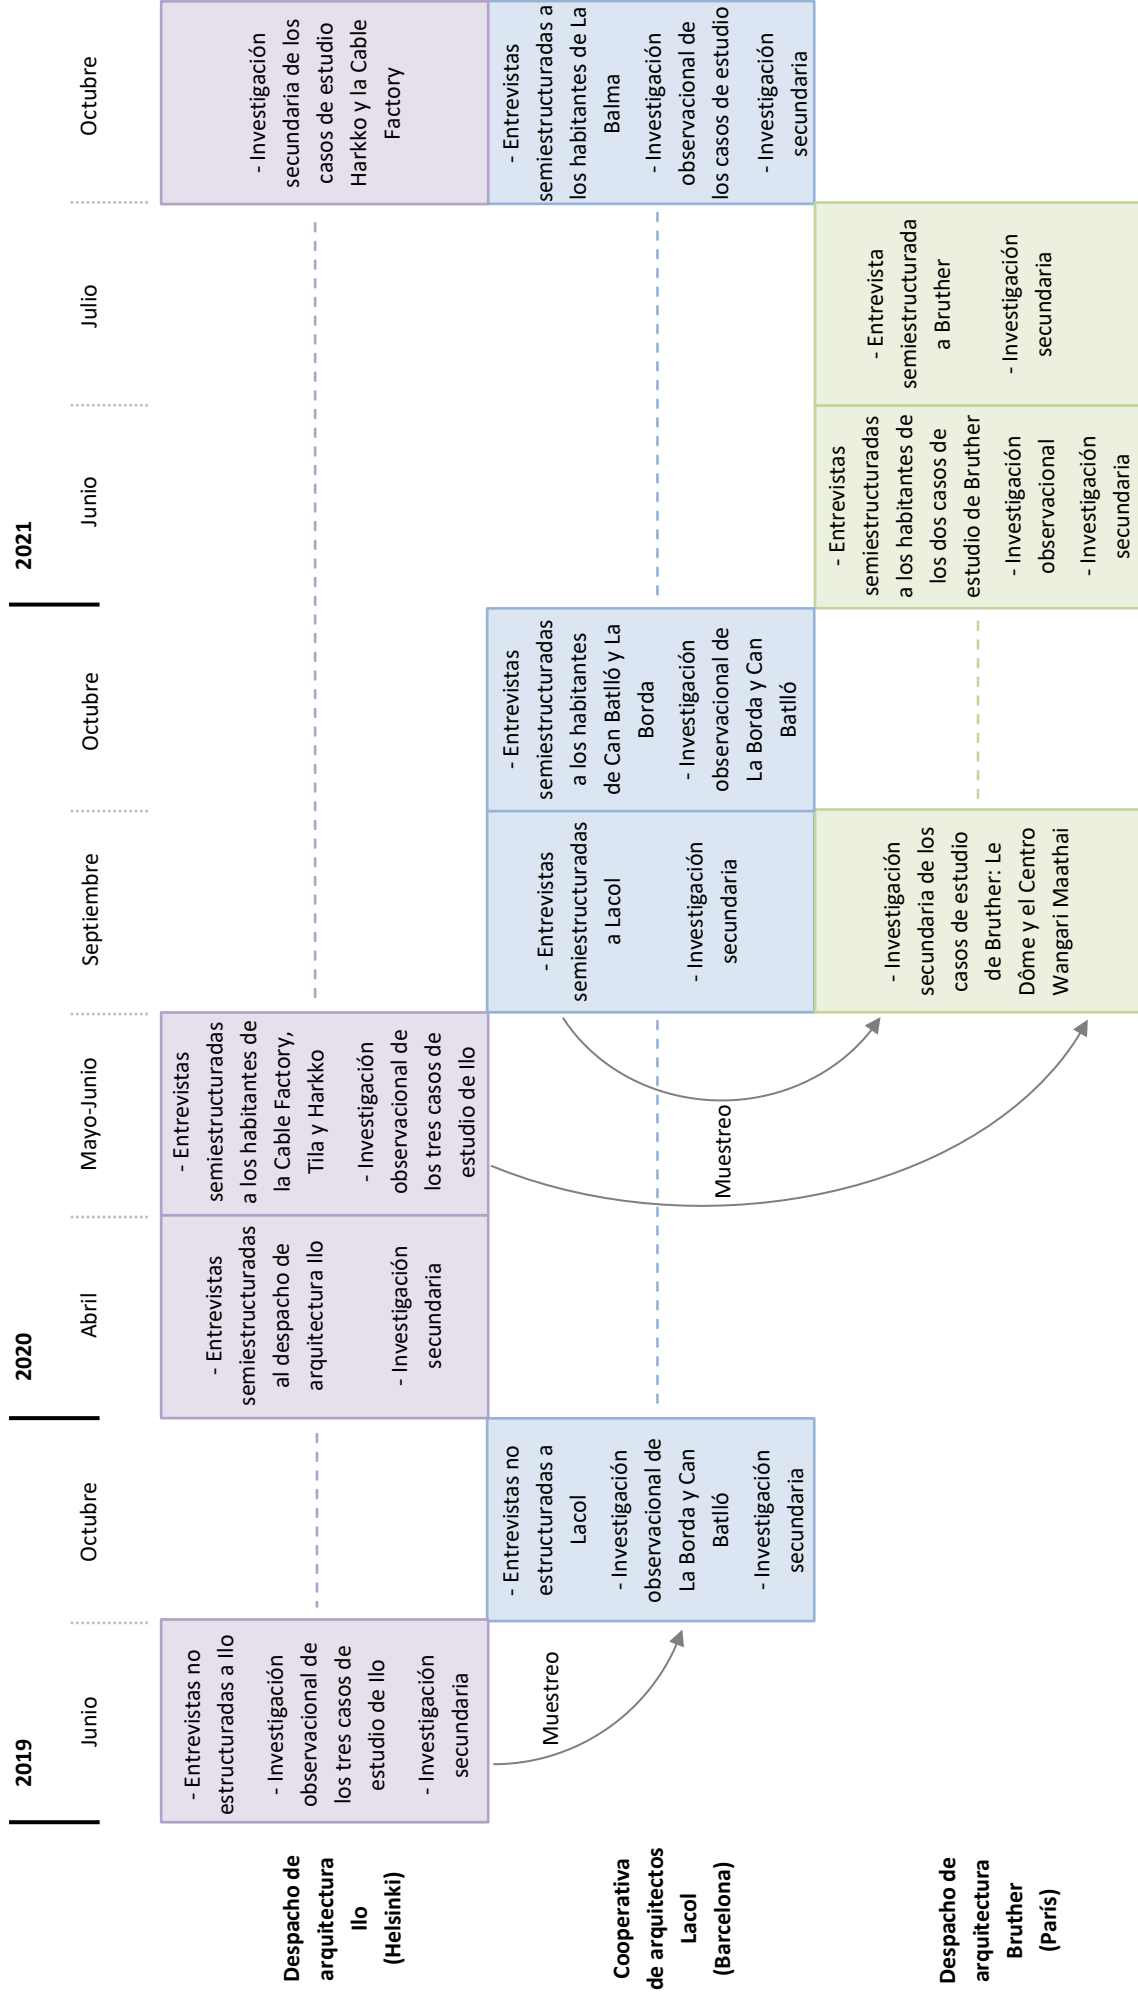 2019
2020
2021
Junio
Octubre
Abril
Mayo-Junio
Septiembre
Octubre
Junio
Julio
Octubre
Despacho de
arquitectura
Ilo
(Helsinki)
- Entrevistas no
estructuradas a Ilo
- Investigación
observacional de
los tres casos de
estudio de Ilo
- Investigación
secundaria
- Entrevistas
semiestructuradas
al despacho de
arquitectura Ilo
- Investigación
secundaria
- Entrevistas
semiestructuradas
a los habitantes de
la Cable Factory,
Tila y Harkko
- Investigación
observacional de
los tres casos de
estudio de Ilo
- Investigación
secundaria de los
casos de estudio
Harkko y la Cable
Factory
Muestreo
Cooperativa
de arquitectos
Lacol
(Barcelona)
- Entrevistas no
estructuradas a
Lacol
- Investigación
observacional de
La Borda y Can
Batlló
- Investigación
secundaria
- Entrevistas
semiestructuradas
a Lacol
- Investigación
secundaria
- Entrevistas
semiestructuradas
a los habitantes
de Can Batlló y La
Borda
- Investigación
observacional de
La Borda y Can
Batlló
- Entrevistas
semiestructuradas a
los habitantes de La
Balma
- Investigación
observacional de
los casos de estudio
- Investigación
secundaria
Muestreo
Despacho de
arquitectura
Bruther
(París)
- Investigación
secundaria de los
casos de estudio
de Bruther: Le
Dôme y el Centro
Wangari Maathai
- Entrevistas
semiestructuradas
a los habitantes de
los dos casos de
estudio de Bruther
- Investigación
observacional
- Investigación
secundaria
- Entrevista
semiestructurada
a Bruther
- Investigación
secundaria